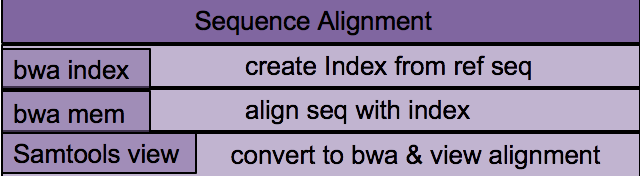 Sequence Alignment
bwa index create Index from ref seq
bwa mem align seq with index
Samtools view convert to bwa & view alignment